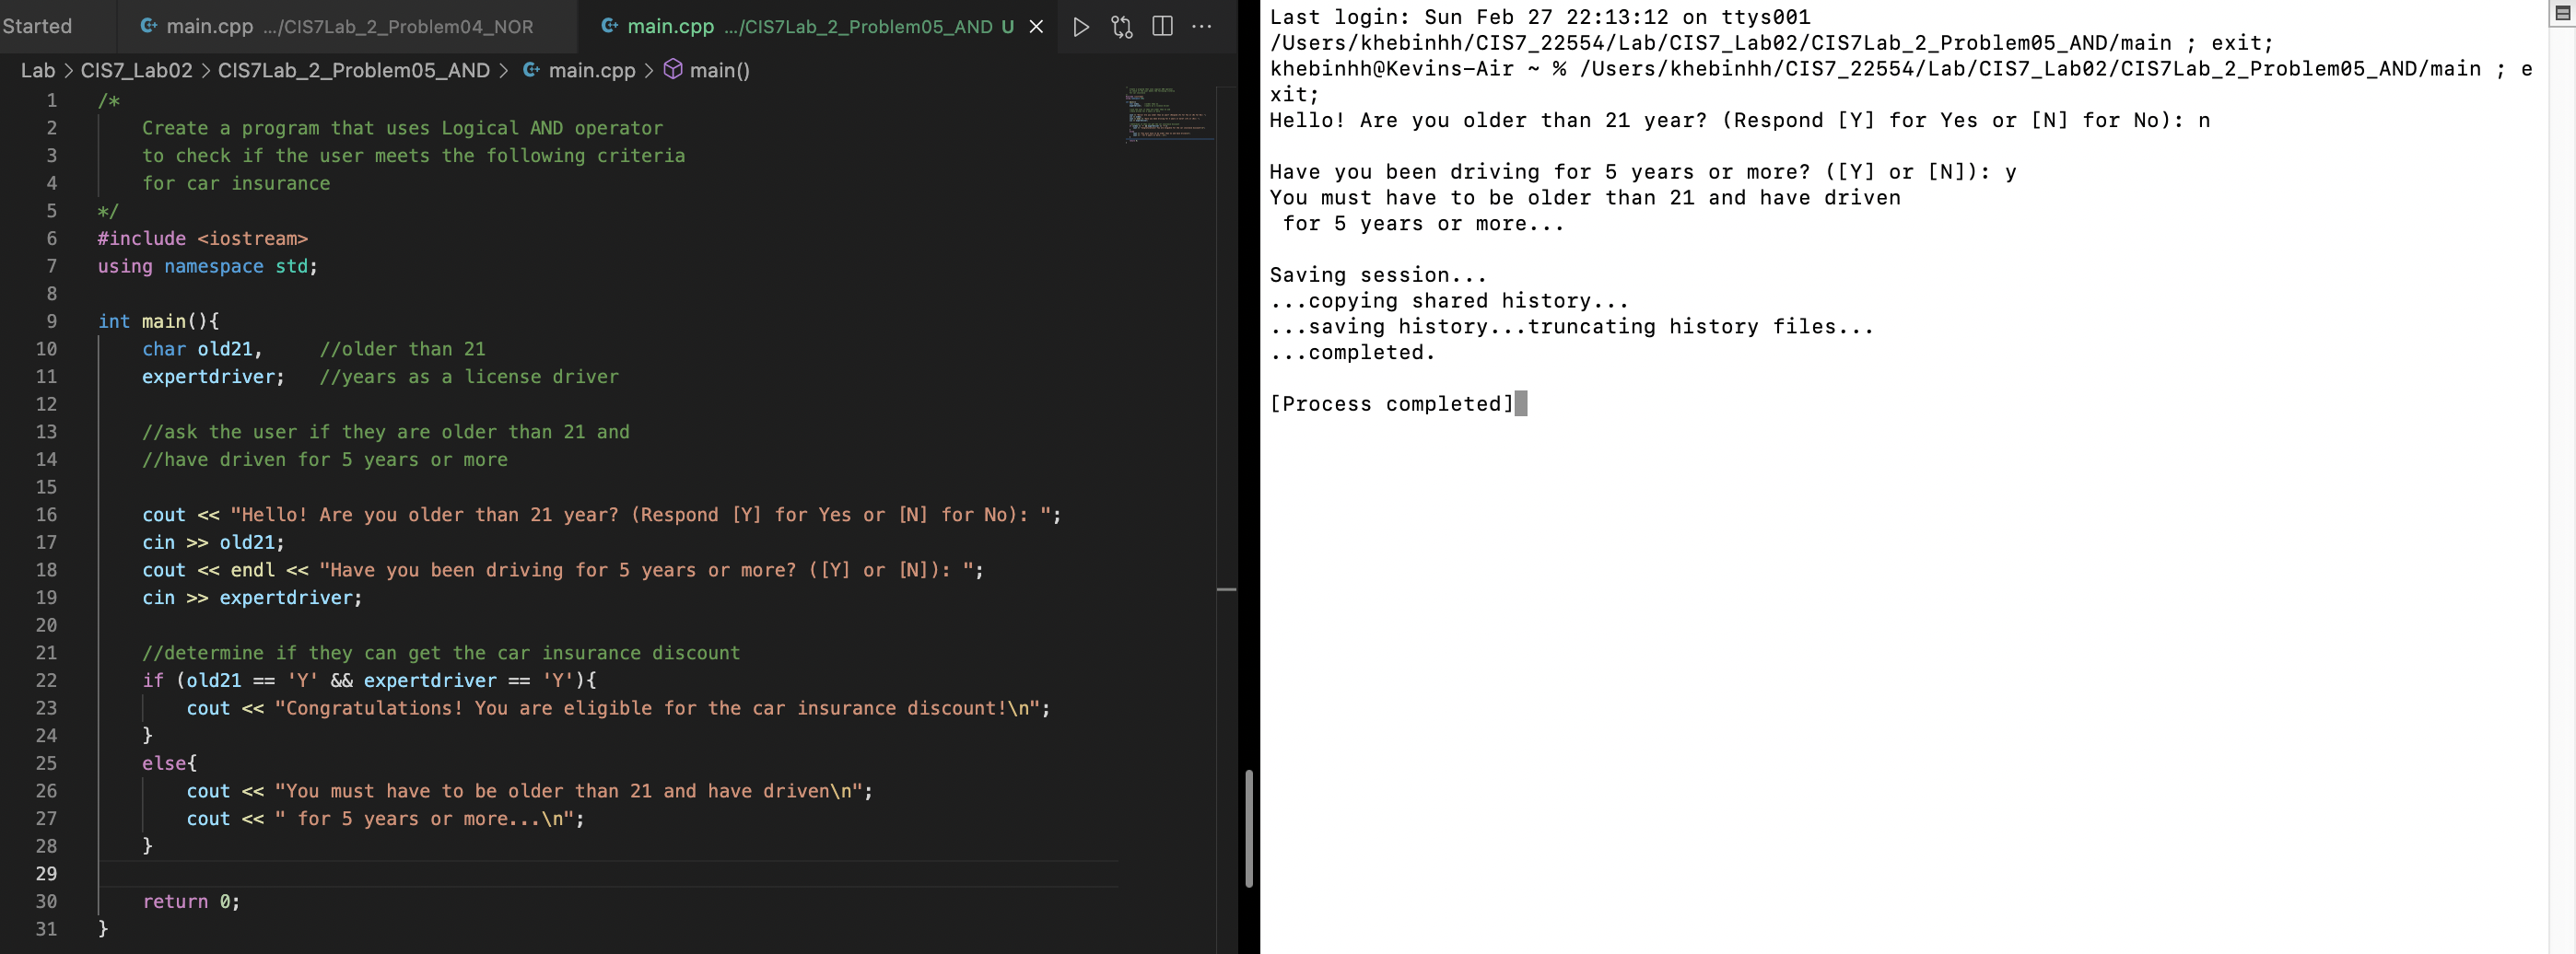 Started
main.cpp .../CIS7Lab_2_Problem04_NOR
main.cpp .../CIS7Lab_2_Problem05_AND U
Lab > CIS7_Lab02 > CIS7Lab_2_Problem05_AND > main.cpp > main()
1 /*
2 Create a program that uses Logical AND operator
3 to check if the user meets the following criteria
4 for car insurance
5 */
6 #include <iostream>
7 using namespace std;
8
9 int main(){
10 char old21, //older than 21
11 expertdriver; //years as a license driver
12
13 //ask the user if they are older than 21 and
14 //have driven for 5 years or more
15
16 cout << "Hello! Are you older than 21 year? (Respond [Y] for Yes or [N] for No): ";
17 cin >> old21;
18 cout << endl << "Have you been driving for 5 years or more? ([Y] or [N]): ";
19 cin >> expertdriver;
20
21 //determine if they can get the car insurance discount
22 if (old21 == 'Y' && expertdriver == 'Y'){
23 cout << "Congratulations! You are eligible for the car insurance discount!\n";
24 }
25 else{
26 cout << "You must have to be older than 21 and have driven\n";
27 cout << " for 5 years or more...\n";
28 }
29
30 return 0;
31 }
Last login: Sun Feb 27 22:13:12 on ttys001
/Users/khebinhh/CIS7_22554/Lab/CIS7_Lab02/CIS7Lab_2_Problem05_AND/main ; exit;
khebinhh@Kevins-Air ~ % /Users/khebinhh/CIS7_22554/Lab/CIS7_Lab02/CIS7Lab_2_Problem05_AND/main ; e
xit;
Hello! Are you older than 21 year? (Respond [Y] for Yes or [N] for No): n
Have you been driving for 5 years or more? ([Y] or [N]): y
You must have to be older than 21 and have driven
 for 5 years or more...
Saving session...
...copying shared history...
...saving history...truncating history files...
...completed.
[Process completed]